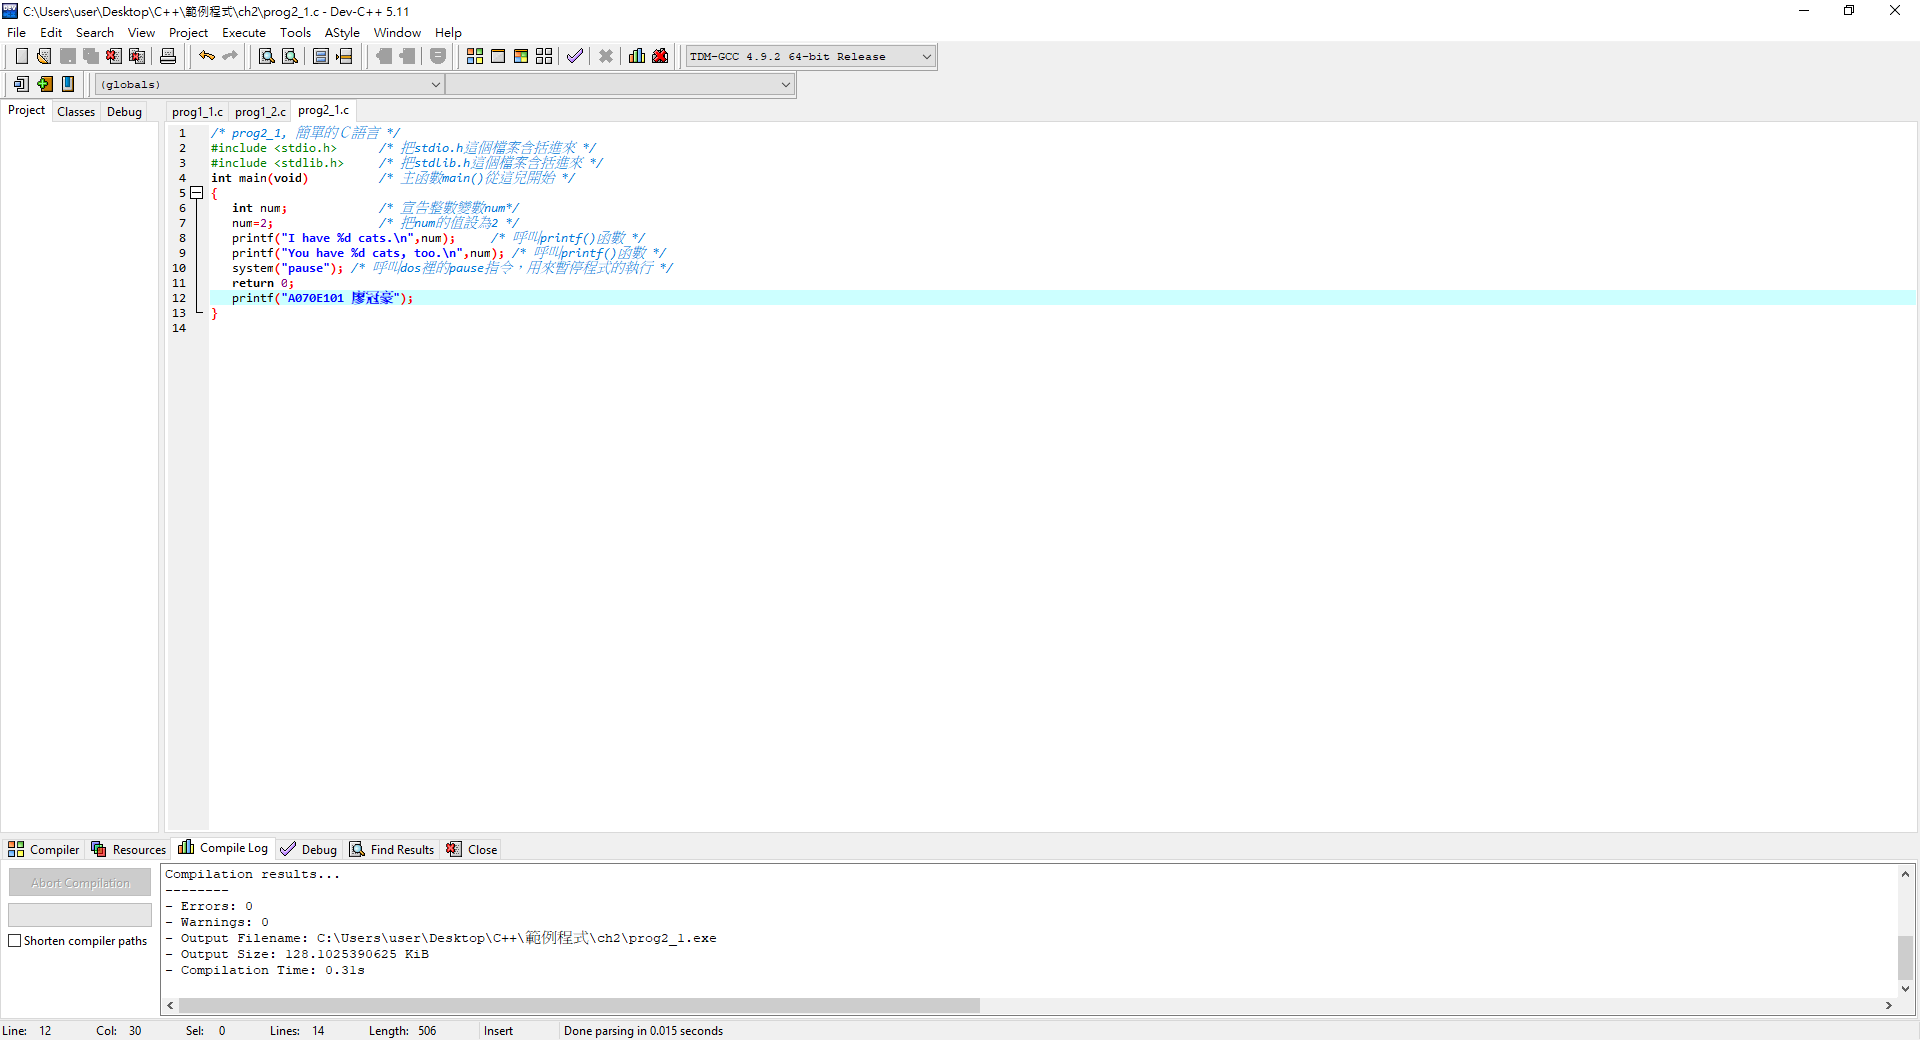 C:\Users\user\Desktop\C++\範例程式\ch2\prog2_1.c - Dev-C++ 5.11
File Edit Search View Project Execute Tools AStyle Window Help
TDM-GCC 4.9.2 64-bit Release
(globals)
Project Classes Debug prog1_1.c prog1_2.c prog2_1.c
1 /* prog2_1, 簡單的Ｃ語言 */
2 #include <stdio.h> /* 把stdio.h這個檔案含括進來 */
3 #include <stdlib.h> /* 把stdlib.h這個檔案含括進來 */
4 int main(void) /* 主函數main()從這兒開始 */
5 {
6 int num; /* 宣告整數變數num*/
7 num=2; /* 把num的值設為2 */
8 printf("I have %d cats.\n",num); /* 呼叫printf()函數 */
9 printf("You have %d cats, too.\n",num); /* 呼叫printf()函數 */
10 system("pause"); /* 呼叫dos裡的pause指令，用來暫停程式的執行 */
11 return 0;
12 printf("A070E101 廖冠豪");
13 }
14
Compiler Resources Compile Log Debug Find Results Close
Abort Compilation
Shorten compiler paths
Compilation results...
--------
- Errors: 0
- Warnings: 0
- Output Filename: C:\Users\user\Desktop\C++\範例程式\ch2\prog2_1.exe
- Output Size: 128.1025390625 KiB
- Compilation Time: 0.31s
Line: 12 Col: 30 Sel: 0 Lines: 14 Length: 506 Insert Done parsing in 0.015 seconds